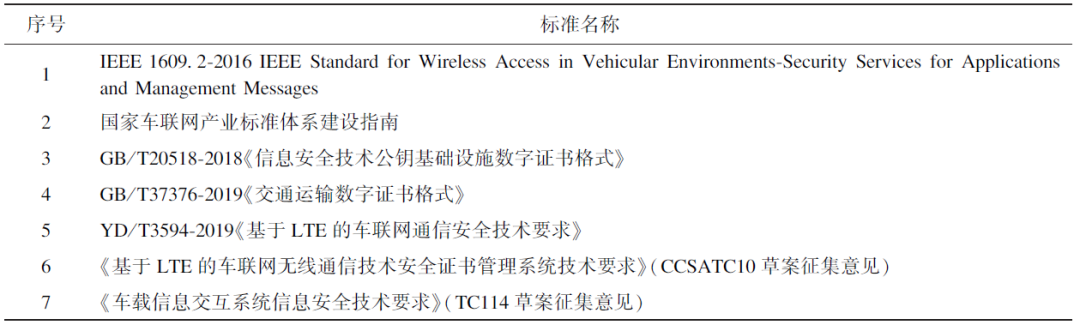 序号 标准名称
1 IEEE 1609. 2-2016 IEEE Standard for Wireless Access in Vehicular Environments-Security Services for Applications
and Management Messages
2 国家车联网产业标准体系建设指南
3 GB/T20518-2018《信息安全技术公钥基础设施数字证书格式》
4 GB/T37376-2019《交通运输数字证书格式》
5 YD/T3594-2019《基于 LTE 的车联网通信安全技术要求》
6 《基于 LTE 的车联网无线通信技术安全证书管理系统技术要求》(CCSATC10 草案征集意见)
7 《车载信息交互系统信息安全技术要求》(TC114 草案征集意见)